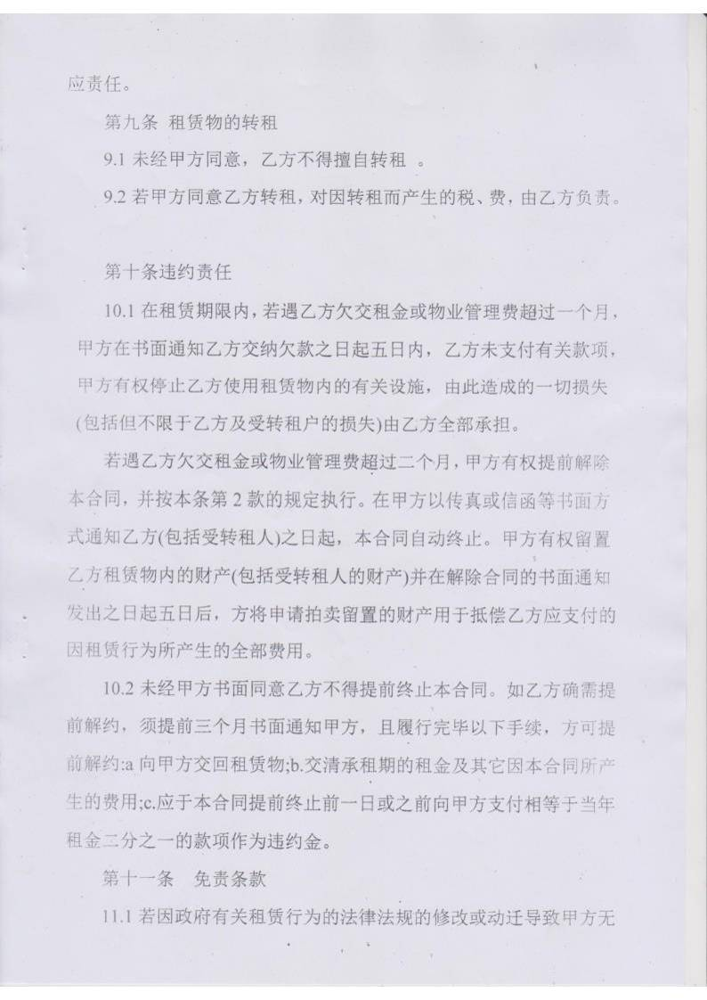 应责任。
第九条 租赁物的转租
9.1 未经甲方同意，乙方不得擅自转租 。
9.2 若甲方同意乙方转租，对因转租而产生的税、费，由乙方负责。
第十条违约责任
10.1 在租赁期限内，若遇乙方欠交租金或物业管理费超过一个月，
甲方在书面通知乙方交纳欠款之日起五日内，乙方未支付有关款项，
甲方有权停止乙方使用租赁物内的有关设施，由此造成的一切损失
(包括但不限于乙方及受转租户的损失)由乙方全部承担。
若遇乙方欠交租金或物业管理费超过二个月，甲方有权提前解除
本合同，并按本条第 2 款的规定执行。在甲方以传真或信函等书面方
式通知乙方(包括受转租人)之日起，本合同自动终止。甲方有权留置
乙方租赁物内的财产(包括受转租人的财产)并在解除合同的书面通知
发出之日起五日后，方将申请拍卖留置的财产用于抵偿乙方应支付的
因租赁行为所产生的全部费用。
10.2 未经甲方书面同意乙方不得提前终止本合同。如乙方确需提
前解约，须提前三个月书面通知甲方，且履行完毕以下手续，方可提
前解约:a 向甲方交回租赁物;b.交清承租期的租金及其它因本合同所产
生的费用;c.应于本合同提前终止前一日或之前向甲方支付相等于当年
租金二分之一的款项作为违约金。
第十一条 免责条款
11.1 若因政府有关租赁行为的法律法规的修改或动迁导致甲方无